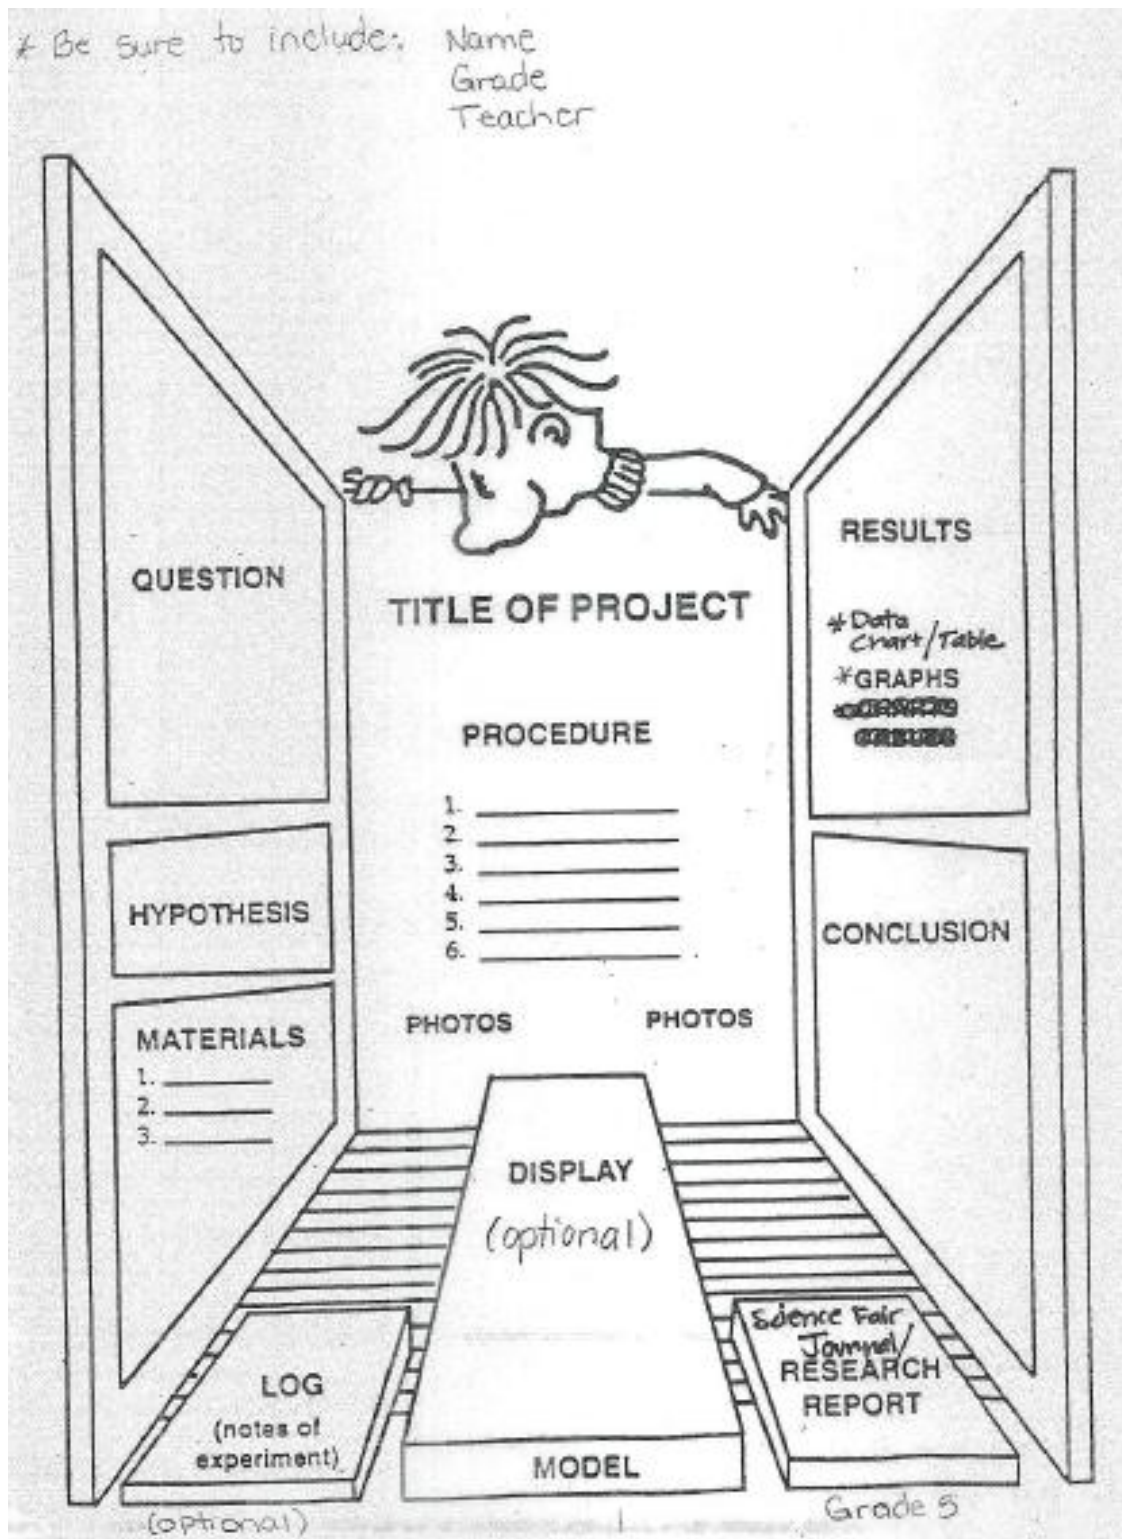 * Be sure to include: Name
Grade
Teacher
QUESTION
HYPOTHESIS
MATERIALS
1.
2.
3.
TITLE OF PROJECT
PROCEDURE
1.
2.
3.
4.
5.
6.
PHOTOS PHOTOS
RESULTS
* Data
Chart/Table
*GRAPHS
CONCLUSION
DISPLAY
(optional)
MODEL
LOG
(notes of
experiment)
(optional)
Science Fair
Journal/
RESEARCH
REPORT
Grade 5